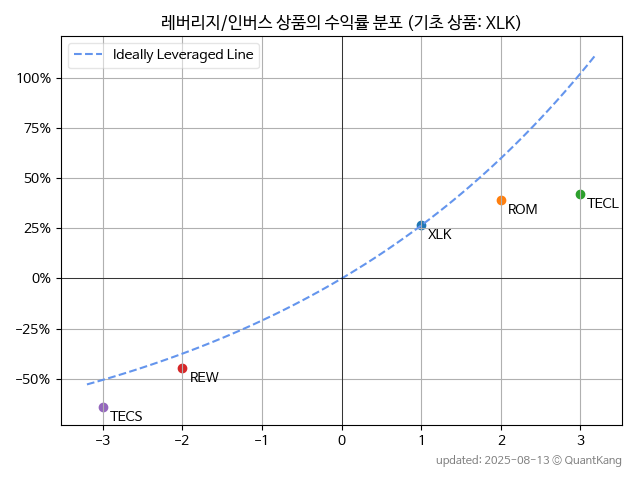 레버리지/인버스 상품의 수익률 분포 (기초 상품: XLK)
Ideally Leveraged Line
100%
75%
50%
25%
0%
−25%
−50%
TECL
ROM
XLK
REW
TECS
−3 −2 −1 0 1 2 3
updated: 2025-08-13 © QuantKang